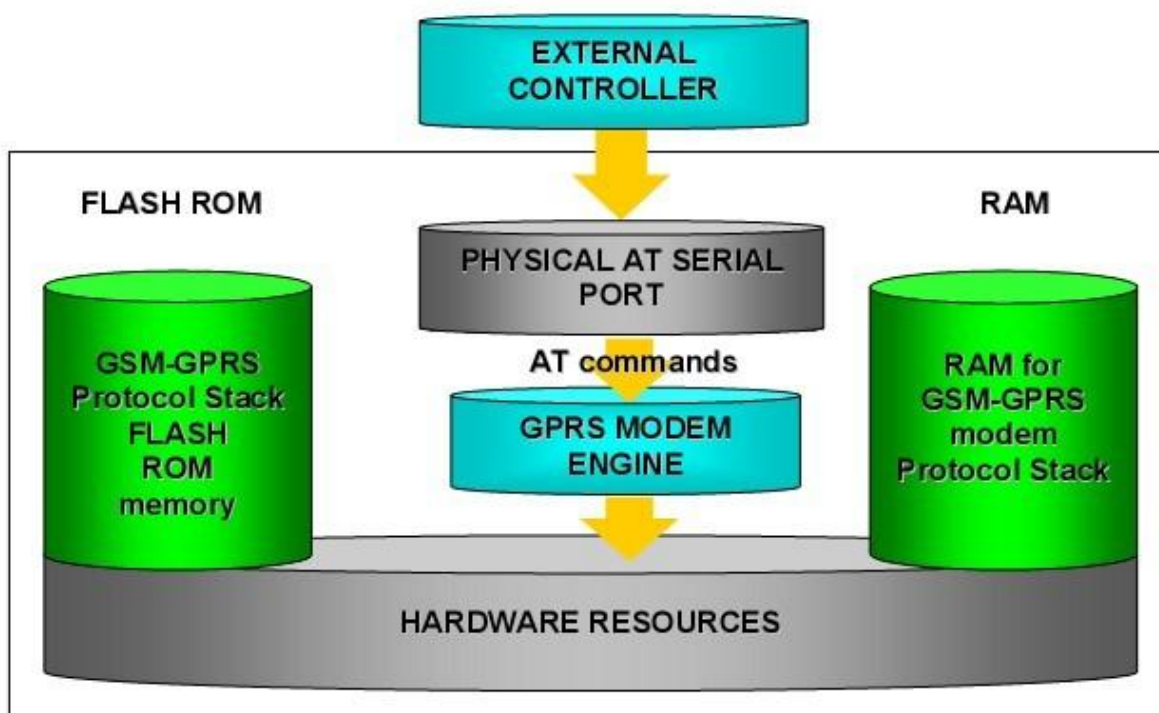 EXTERNAL
CONTROLLER
FLASH ROM
RAM
PHYSICAL AT SERIAL
PORT
GSM-GPRS
Protocol Stack
FLASH
ROM
memory
AT commands
GPRS MODEM
ENGINE
RAM for
GSM-GPRS
modem
Protocol Stack
HARDWARE RESOURCES